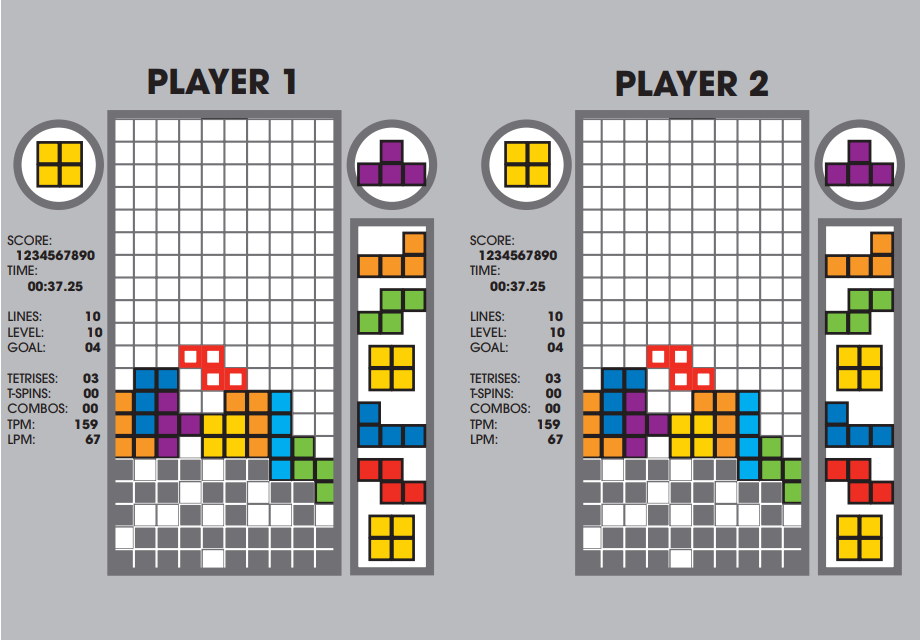 PLAYER 1
SCORE:
1234567890
TIME:
00:37.25
LINES: 10
LEVEL: 10
GOAL: 04
TETRISES: 03
T-SPINS: 00
COMBOS: 00
TPM: 159
LPM: 67
PLAYER 2
SCORE:
1234567890
TIME:
00:37.25
LINES: 10
LEVEL: 10
GOAL: 04
TETRISES: 03
T-SPINS: 00
COMBOS: 00
TPM: 159
LPM: 67